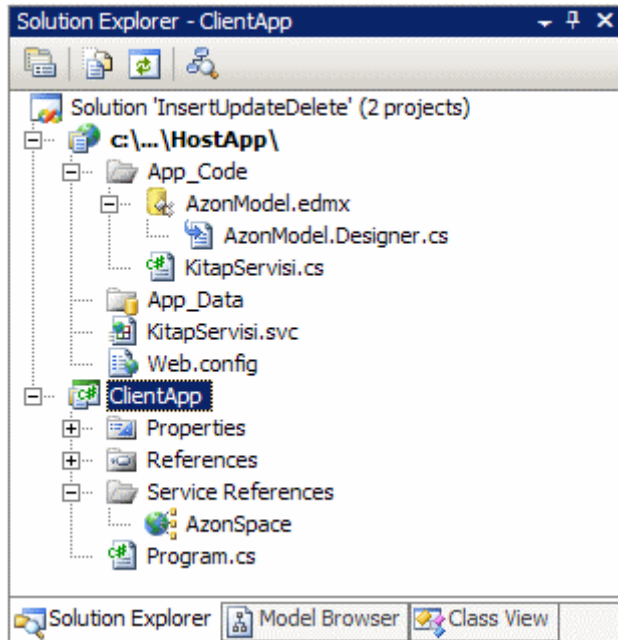 Solution Explorer - ClientApp
Solution 'InsertUpdateDelete' (2 projects)
c:\...\HostApp\
App_Code
AzonModel.edmx
AzonModel.Designer.cs
KitapServisi.cs
App_Data
KitapServisi.svc
Web.config
ClientApp
Properties
References
Service References
AzonSpace
Program.cs
Solution Explorer Model Browser Class View